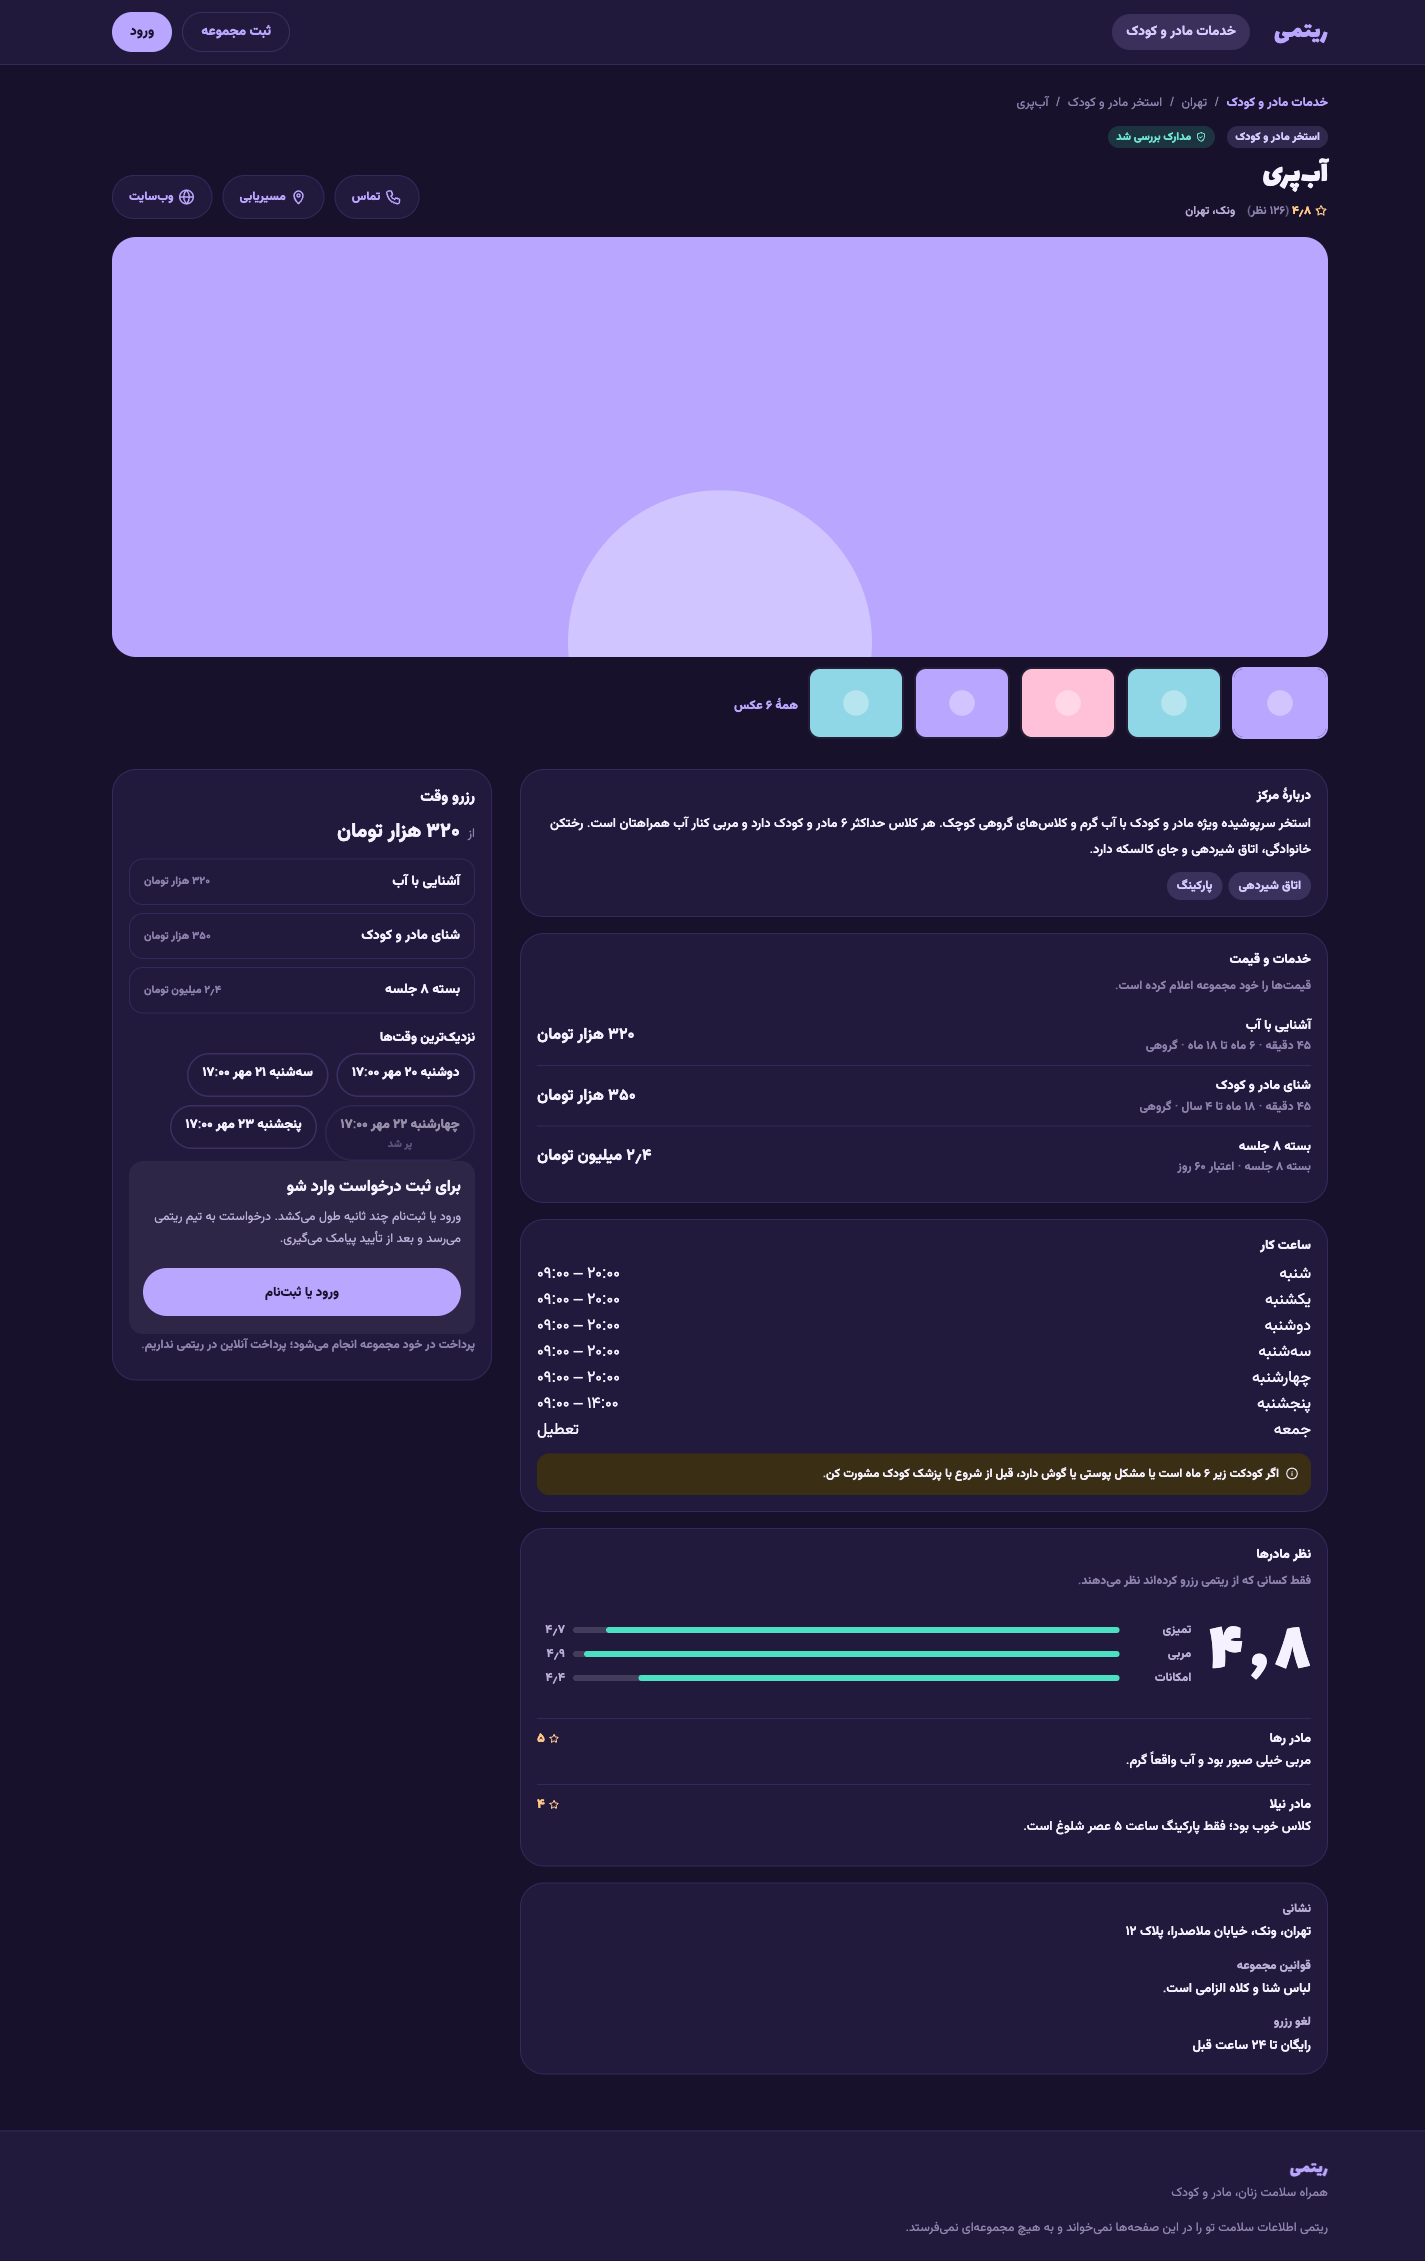 ریتمی
خدمات مادر و کودک
ثبت مجموعه
ورود
خدمات مادر و کودک / تهران / استخر مادر و کودک / آب‌پری
استخر مادر و کودک
مدارک بررسی شد
آب‌پری
۴٫۸ (۱۲۶ نظر) ونک، تهران
تماس
مسیریابی
وب‌سایت
همهٔ ۶ عکس
دربارهٔ مرکز
استخر سرپوشیده ویژه مادر و کودک با آب گرم و کلاس‌های گروهی کوچک. هر کلاس حداکثر ۶ مادر و کودک دارد و مربی کنار آب همراهتان است. رختکن
خانوادگی، اتاق شیردهی و جای کالسکه دارد.
اتاق شیردهی
پارکینگ
خدمات و قیمت
قیمت‌ها را خود مجموعه اعلام کرده است.
آشنایی با آب
۴۵ دقیقه · ۶ ماه تا ۱۸ ماه · گروهی
۳۲۰ هزار تومان
شنای مادر و کودک
۴۵ دقیقه · ۱۸ ماه تا ۴ سال · گروهی
۳۵۰ هزار تومان
بسته ۸ جلسه
بسته ۸ جلسه · اعتبار ۶۰ روز
۲٫۴ میلیون تومان
ساعت کار
شنبه ۰۹:۰۰ – ۲۰:۰۰
یکشنبه ۰۹:۰۰ – ۲۰:۰۰
دوشنبه ۰۹:۰۰ – ۲۰:۰۰
سه‌شنبه ۰۹:۰۰ – ۲۰:۰۰
چهارشنبه ۰۹:۰۰ – ۲۰:۰۰
پنجشنبه ۰۹:۰۰ – ۱۴:۰۰
جمعه تعطیل
اگر کودکت زیر ۶ ماه است یا مشکل پوستی یا گوش دارد، قبل از شروع با پزشک کودک مشورت کن.
نظر مادرها
فقط کسانی که از ریتمی رزرو کرده‌اند نظر می‌دهند.
۴٫۸
تمیزی ۴٫۷
مربی ۴٫۹
امکانات ۴٫۴
مادر رها ۵
مربی خیلی صبور بود و آب واقعاً گرم.
مادر نیلا ۴
کلاس خوب بود؛ فقط پارکینگ ساعت ۵ عصر شلوغ است.
نشانی
تهران، ونک، خیابان ملاصدرا، پلاک ۱۲
قوانین مجموعه
لباس شنا و کلاه الزامی است.
لغو رزرو
رایگان تا ۲۴ ساعت قبل
رزرو وقت
از ۳۲۰ هزار تومان
آشنایی با آب ۳۲۰ هزار تومان
شنای مادر و کودک ۳۵۰ هزار تومان
بسته ۸ جلسه ۲٫۴ میلیون تومان
نزدیک‌ترین وقت‌ها
دوشنبه ۲۰ مهر ۱۷:۰۰
سه‌شنبه ۲۱ مهر ۱۷:۰۰
چهارشنبه ۲۲ مهر ۱۷:۰۰
پر شد
پنجشنبه ۲۳ مهر ۱۷:۰۰
برای ثبت درخواست وارد شو
ورود یا ثبت‌نام چند ثانیه طول می‌کشد. درخواستت به تیم ریتمی
می‌رسد و بعد از تأیید پیامک می‌گیری.
ورود یا ثبت‌نام
پرداخت در خود مجموعه انجام می‌شود؛ پرداخت آنلاین در ریتمی نداریم.
ریتمی
همراه سلامت زنان، مادر و کودک
ریتمی اطلاعات سلامت تو را در این صفحه‌ها نمی‌خواند و به هیچ مجموعه‌ای نمی‌فرستد.